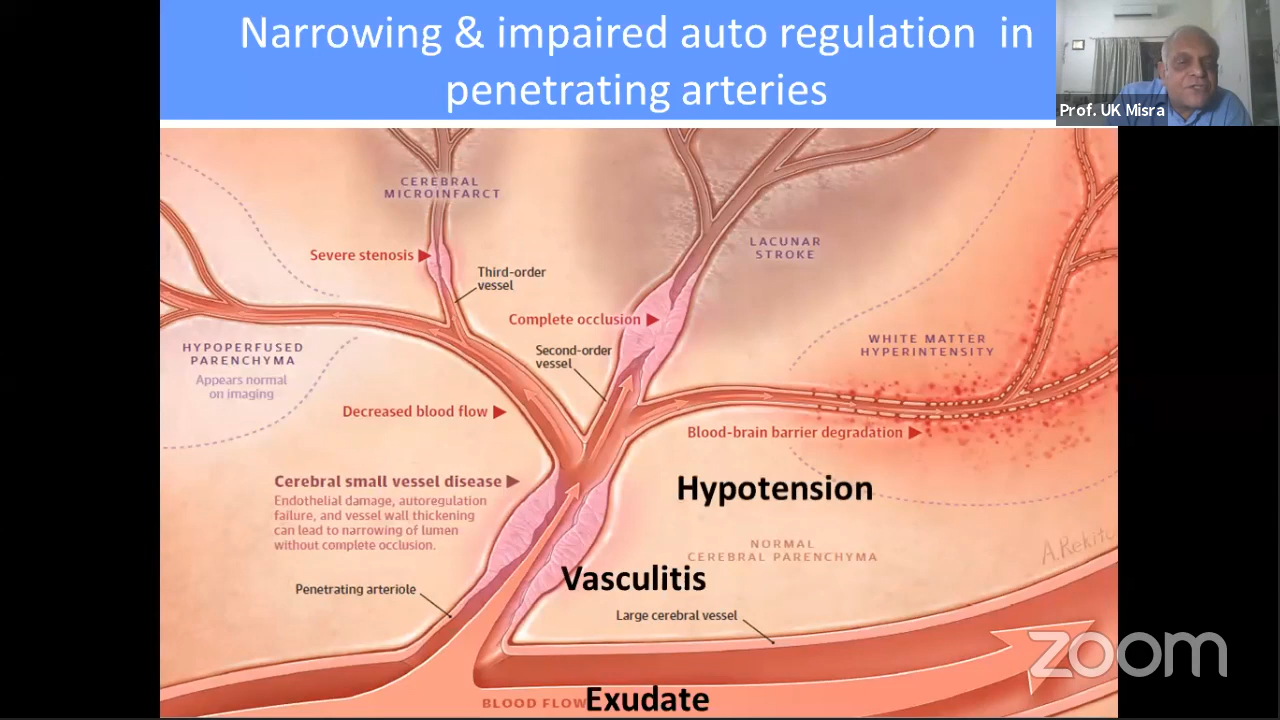 Narrowing & impaired auto regulation in
penetrating arteries
Prof. UK Misra
CEREBRAL
MICROINFARCT
Severe stenosis
Third-order
vessel
LACUNAR
STROKE
Complete occlusion
Second-order
vessel
HYPOPERFUSED
PARENCHYMA
Appears normal
on imaging
WHITE MATTER
HYPERINTENSITY
Decreased blood flow
Blood-brain barrier degradation
Cerebral small vessel disease
Endothelial damage, autoregulation
failure, and vessel wall thickening
can lead to narrowing of lumen
without complete occlusion.
Hypotension
NORMAL
CEREBRAL PARENCHYMA
Vasculitis
Penetrating arteriole
Large cerebral vessel
BLOOD FLOW
Exudate
zoom